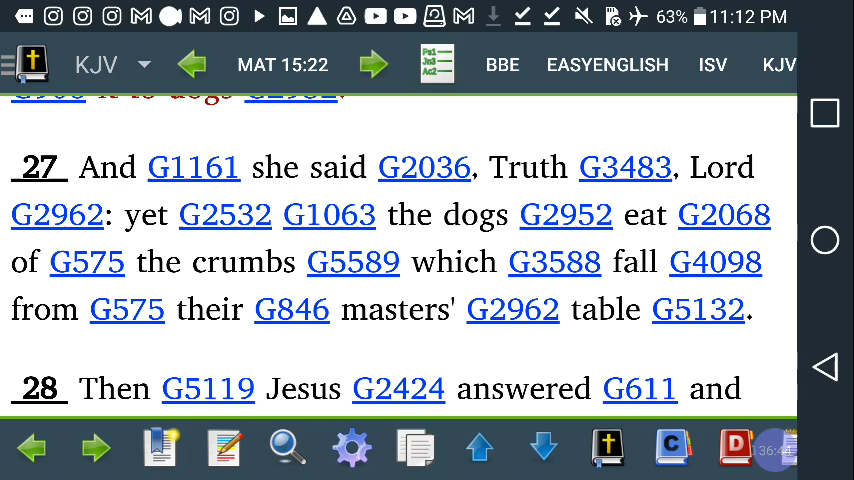 63% 11:12 PM
KJV MAT 15:22 BBE EASYENGLISH ISV KJV
to dogs G2952.
27 And G1161 she said G2036, Truth G3483, Lord
G2962: yet G2532 G1063 the dogs G2952 eat G2068
of G575 the crumbs G5589 which G3588 fall G4098
from G575 their G846 masters' G2962 table G5132.
28 Then G5119 Jesus G2424 answered G611 and
C D 36:44